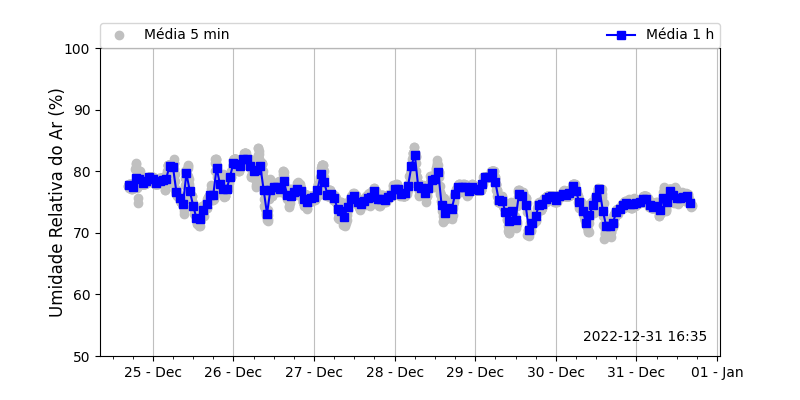 Média 5 min
Média 1 h
Umidade Relativa do Ar (%)
100
90
80
70
60
50
2022-12-31 16:35
25 - Dec
26 - Dec
27 - Dec
28 - Dec
29 - Dec
30 - Dec
31 - Dec
01 - Jan